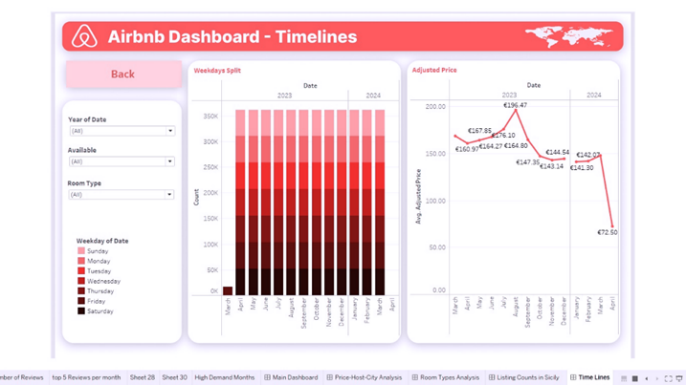 Airbnb Dashboard - Timelines
Back
Year of Date
(All)
Available
(All)
Room Type
(All)
Weekday of Date
Sunday
Monday
Tuesday
Wednesday
Thursday
Friday
Saturday
Weekdays Split
Date
2023 2024
Count
350K
300K
250K
200K
150K
100K
50K
0K
March April May June July August September October November December January February March April
Adjusted Price
Date
2023 2024
Avg. Adjusted Price
200.00
150.00
100.00
50.00
0.00
€196.47
€167.85
€176.10
€160.97 €164.27 €164.80
€147.35 €144.54 €142.07
€143.14 €141.30
€72.50
March April May June July August September October November December January February March April
mber of Reviews top 5 Reviews per month Sheet 28 Sheet 30 High Demand Months Main Dashboard Price-Host-City Analysis Room Types Analysis Listing Counts in Sicily Time Lines